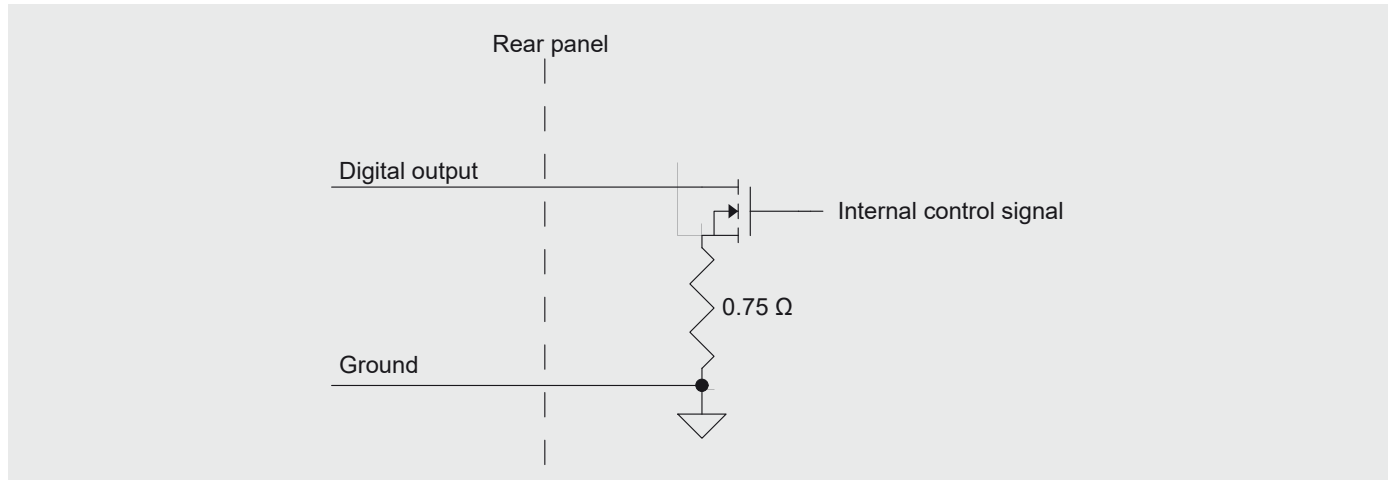 Rear panel
Digital output
Internal control signal
0.75 Ω
Ground